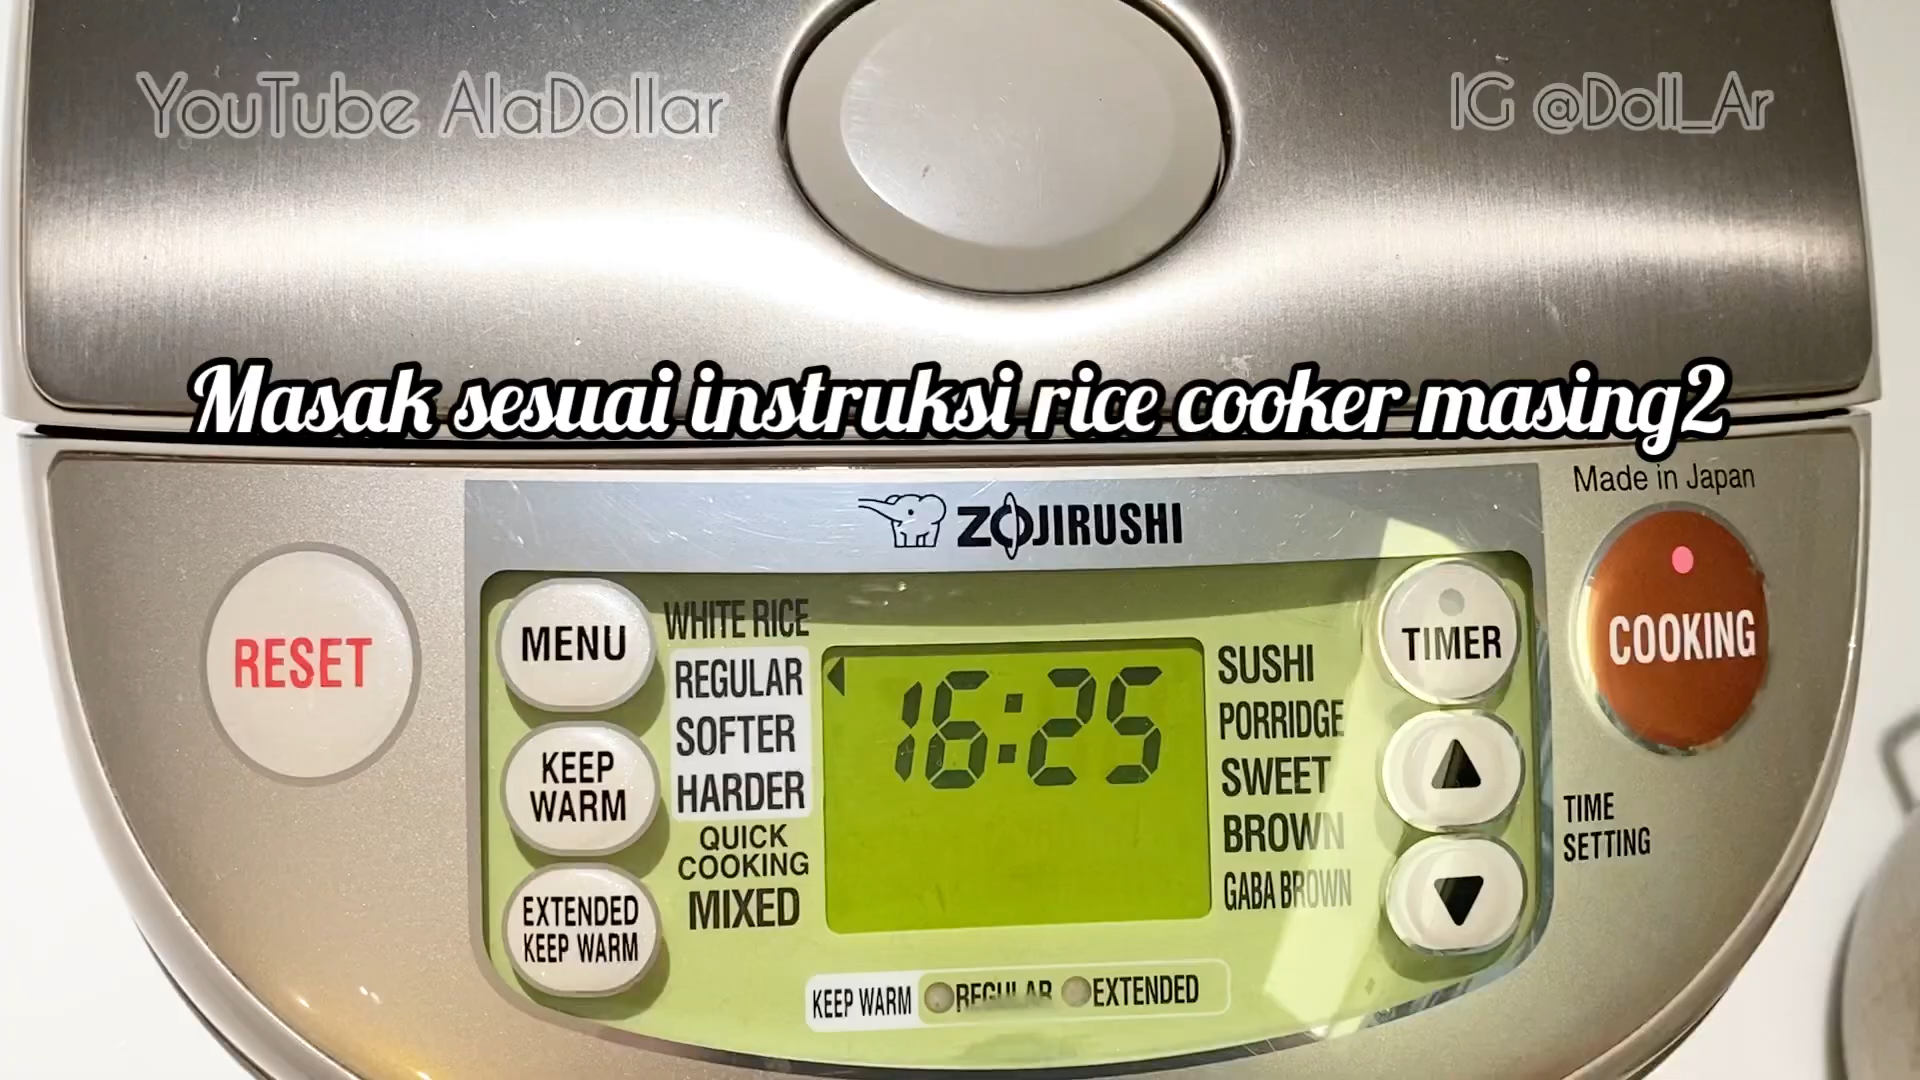 YouTube AlaDollar
IG @Doll_Ar
Masak sesuai instruksi rice cooker masing2
Made in Japan
ZOJIRUSHI
RESET
MENU
KEEP
WARM
EXTENDED
KEEP WARM
WHITE RICE
REGULAR
SOFTER
HARDER
QUICK
COOKING
MIXED
16:25
SUSHI
PORRIDGE
SWEET
BROWN
GABA BROWN
TIMER
COOKING
TIME
SETTING
KEEP WARM REGULAR EXTENDED